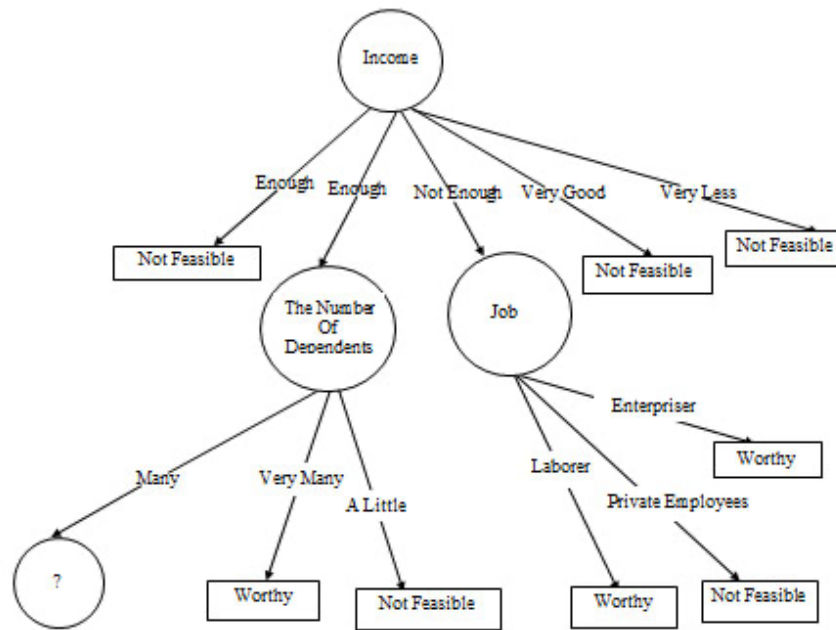 Income
Enough
Enough
Not Enough
Very Good
Very Less
Not Feasible
Not Feasible
Not Feasible
The Number
Of
Dependents
Job
Enterpriser
Many
Very Many
A Little
Laborer
Private Employees
Worthy
?
Worthy
Not Feasible
Worthy
Not Feasible